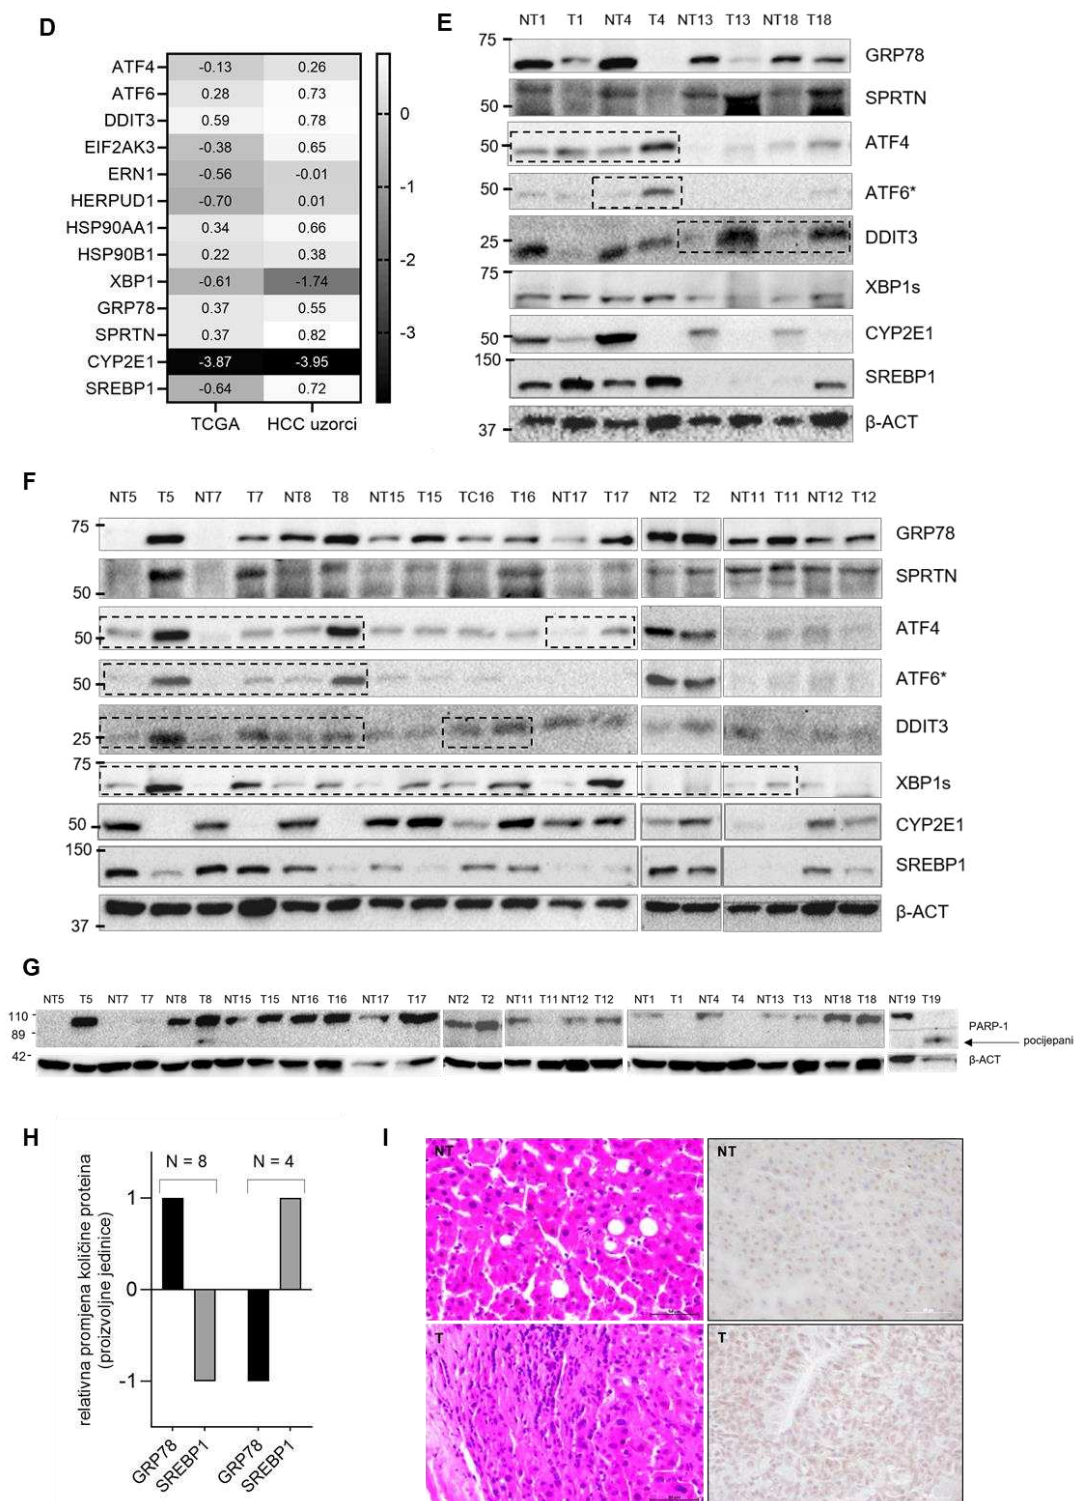 D
ATF4 -0.13 0.26
ATF6 0.28 0.73
DDIT3 0.59 0.78
EIF2AK3 -0.38 0.65
ERN1 -0.56 -0.01
HERPUD1 -0.70 0.01
HSP90AA1 0.34 0.66
HSP90B1 0.22 0.38
XBP1 -0.61 -1.74
GRP78 0.37 0.55
SPRTN 0.37 0.82
CYP2E1 -3.87 -3.95
SREBP1 -0.64 0.72
TCGA HCC uzorci
0
-1
-2
-3
E
NT1 T1 NT4 T4 NT13 T13 NT18 T18
75 GRP78
50 SPRTN
50 ATF4
50 ATF6*
25 DDIT3
75 XBP1s
50 CYP2E1
150 SREBP1
37 β-ACT
F
NT5 T5 NT7 T7 NT8 T8 NT15 T15 TC16 T16 NT17 T17 NT2 T2 NT11 T11 NT12 T12
75 GRP78
50 SPRTN
50 ATF4
50 ATF6*
25 DDIT3
75 XBP1s
50 CYP2E1
150 SREBP1
37 β-ACT
G
NT5 T5 NT7 T7 NT8 T8 NT15 T15 NT16 T16 NT17 T17 NT2 T2 NT11 T11 NT12 T12 NT1 T1 NT4 T4 NT13 T13 NT18 T18 NT19 T19
110
89
PARP-1
pocijepani
42
β-ACT
H
relativna promjena količine proteina
(proizvoljne jedinice)
N = 8 N = 4
1
0
-1
GRP78 SREBP1 GRP78 SREBP1
I
NT NT
T T